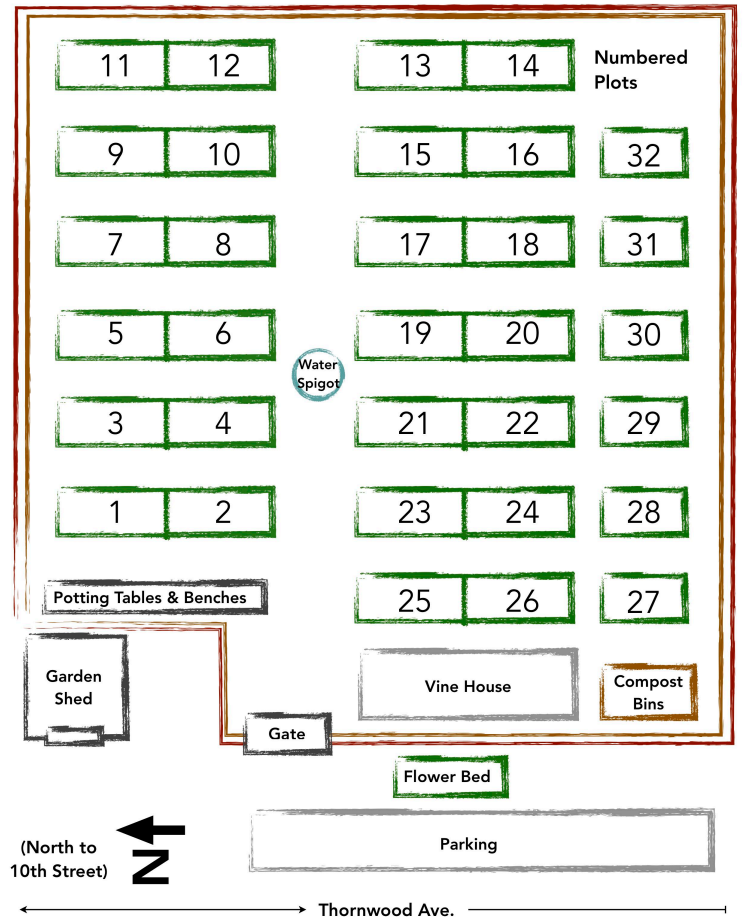 11 12 13 14 Numbered
Plots
9 10 15 16 32
7 8 17 18 31
5 6 19 20 30
Water
Spigot
3 4 21 22 29
1 2 23 24 28
Potting Tables & Benches
25 26 27
Garden
Shed
Vine House
Compost
Bins
Gate
Flower Bed
(North to
10th Street)
N
Parking
Thornwood Ave.